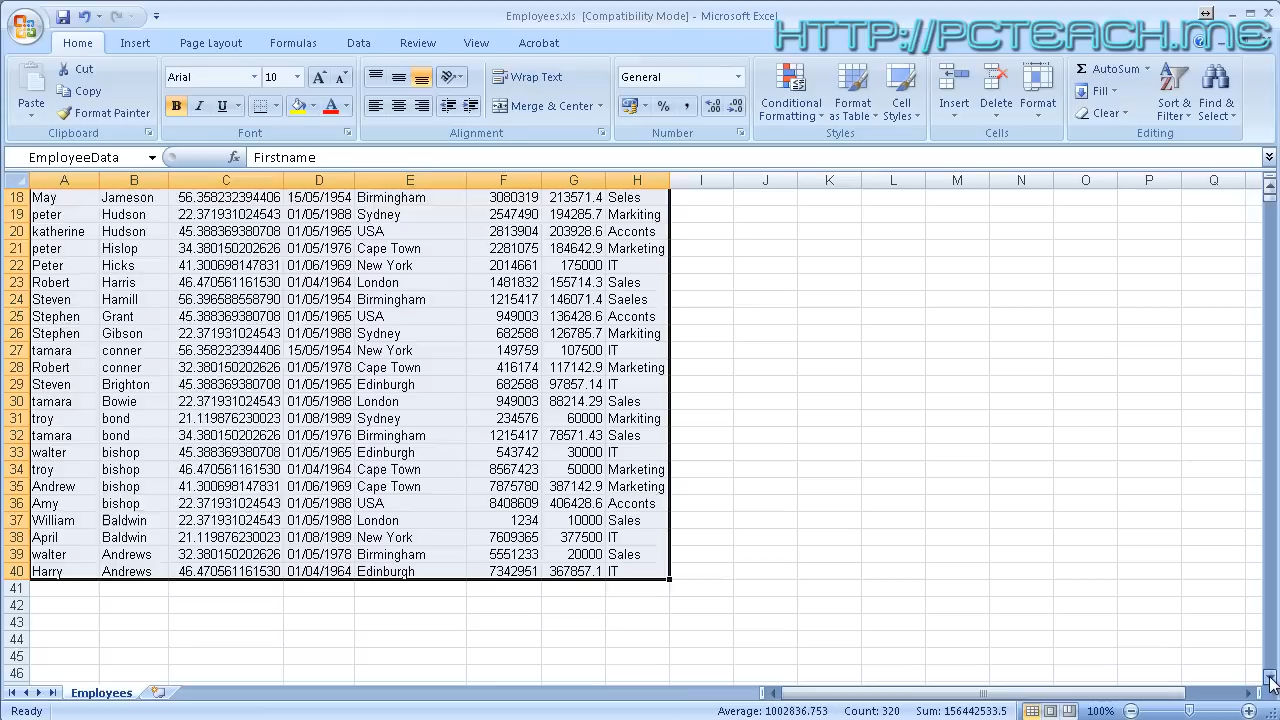 Employees.xls [Compatibility Mode] - Microsoft Excel
HTTP://PCTEACH.ME
Home Insert Page Layout Formulas Data Review View
Paste Cut Copy Format Painter Clipboard
Arial 10 B I U A Font
Wrap Text Merge & Center Alignment
General % , Number
Conditional Formatting Format as Table Cell Styles Styles
Insert Delete Format Cells
Σ AutoSum Fill Clear Sort & Filter Find & Select Editing
EmployeeData fx Firstname
A B C D E F G H I J K L M N O P Q
18 May Jameson 56.358232394406 15/05/1954 Birmingham 3080319 Seles
19 peter Hudson 22.371931024543 01/05/1988 Sydney 2547490 194285.7 Markiting
20 katherine Hudson 45.388369380708 01/05/1965 USA 2813904 203928.6 Acconts
21 peter Hislop 34.380150202626 01/05/1976 Cape Town 2281075 184642.9 Marketing
22 Peter Hicks 41.300698147831 01/06/1969 New York 2014661 175000 IT
23 Robert Harris 46.470561161530 01/04/1964 London 1481832 155714.3 Sales
24 Steven Hamill 56.396588558790 01/05/1954 Birmingham 1215417 146071.4 Saeles
25 Stephen Grant 45.388369380708 01/05/1965 USA 949003 136428.6 Acconts
26 Stephen Gibson 22.371931024543 01/05/1988 Sydney 682588 126785.7 Markiting
27 tamara conner 56.358232394406 15/05/1954 New York 149759 107500 IT
28 Robert conner 32.380150202626 01/05/1978 Cape Town 416174 117142.9 Marketing
29 Steven Brighton 45.388369380708 01/05/1965 Edinburgh 682588 97857.14 IT
30 tamara Bowie 22.371931024543 01/05/1988 London 949003 88214.29 Sales
31 troy bond 21.119876230023 01/08/1989 Sydney 234576 60000 Markiting
32 tamara bond 34.380150202626 01/05/1976 Birmingham 1215417 78571.43 Sales
33 walter bishop 45.388369380708 01/05/1965 Edinburgh 543742 30000 IT
34 troy bishop 46.470561161530 01/04/1964 Cape Town 8567423 50000 Marketing
35 Andrew bishop 41.300698147831 01/06/1969 Cape Town 7875780 387142.9 Marketing
36 Amy bishop 22.371931024543 01/05/1988 USA 8408609 406428.6 Acconts
37 William Baldwin 22.371931024543 01/05/1988 London 1234 10000 Sales
38 April Baldwin 21.119876230023 01/08/1989 New York 7609365 377500 IT
39 walter Andrews 32.380150202626 01/05/1978 Birmingham 5551233 20000 Sales
40 Harry Andrews 46.470561161530 01/04/1964 Edinburgh 7342951 367857.1 IT
41
42
43
44
45
46
Employees
Ready Average: 1002836.753 Count: 320 Sum: 156442533.5 100%